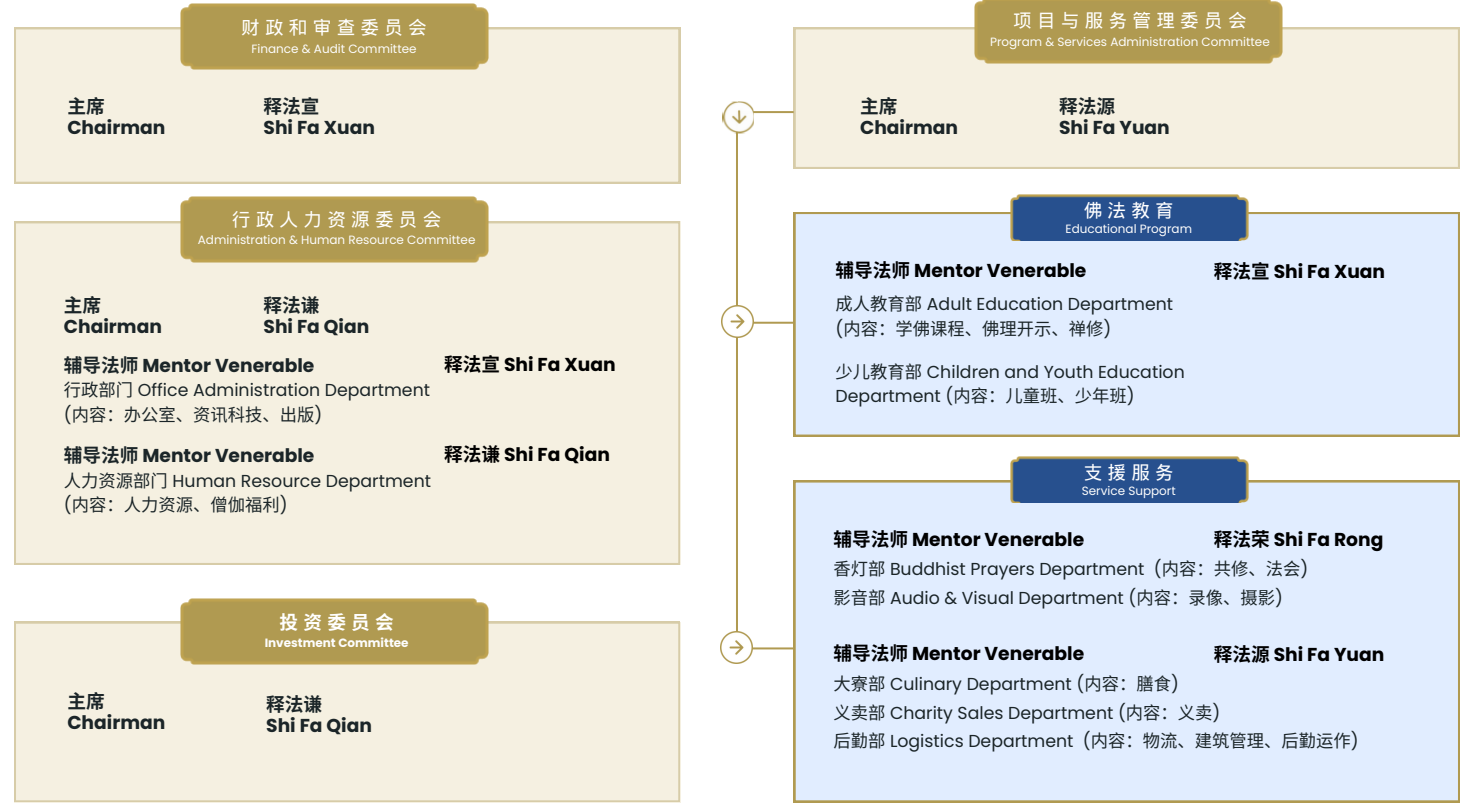 财政和审查委员会
Finance & Audit Committee
主席 释法宣
Chairman Shi Fa Xuan
行政人力资源委员会
Administration & Human Resource Committee
主席 释法谦
Chairman Shi Fa Qian
辅导法师 Mentor Venerable 释法宣 Shi Fa Xuan
行政部门 Office Administration Department
(内容：办公室、资讯科技、出版)
辅导法师 Mentor Venerable 释法谦 Shi Fa Qian
人力资源部门 Human Resource Department
(内容：人力资源、僧伽福利)
投资委员会
Investment Committee
主席 释法谦
Chairman Shi Fa Qian
项目与服务管理委员会
Program & Services Administration Committee
主席 释法源
Chairman Shi Fa Yuan
佛法教育
Educational Program
辅导法师 Mentor Venerable 释法宣 Shi Fa Xuan
成人教育部 Adult Education Department
(内容：学佛课程、佛理开示、禅修)
少儿教育部 Children and Youth Education
Department (内容：儿童班、少年班)
支援服务
Service Support
辅导法师 Mentor Venerable 释法荣 Shi Fa Rong
香灯部 Buddhist Prayers Department (内容：共修、法会)
影音部 Audio & Visual Department (内容：录像、摄影)
辅导法师 Mentor Venerable 释法源 Shi Fa Yuan
大寮部 Culinary Department (内容：膳食)
义卖部 Charity Sales Department (内容：义卖)
后勤部 Logistics Department (内容：物流、建筑管理、后勤运作)